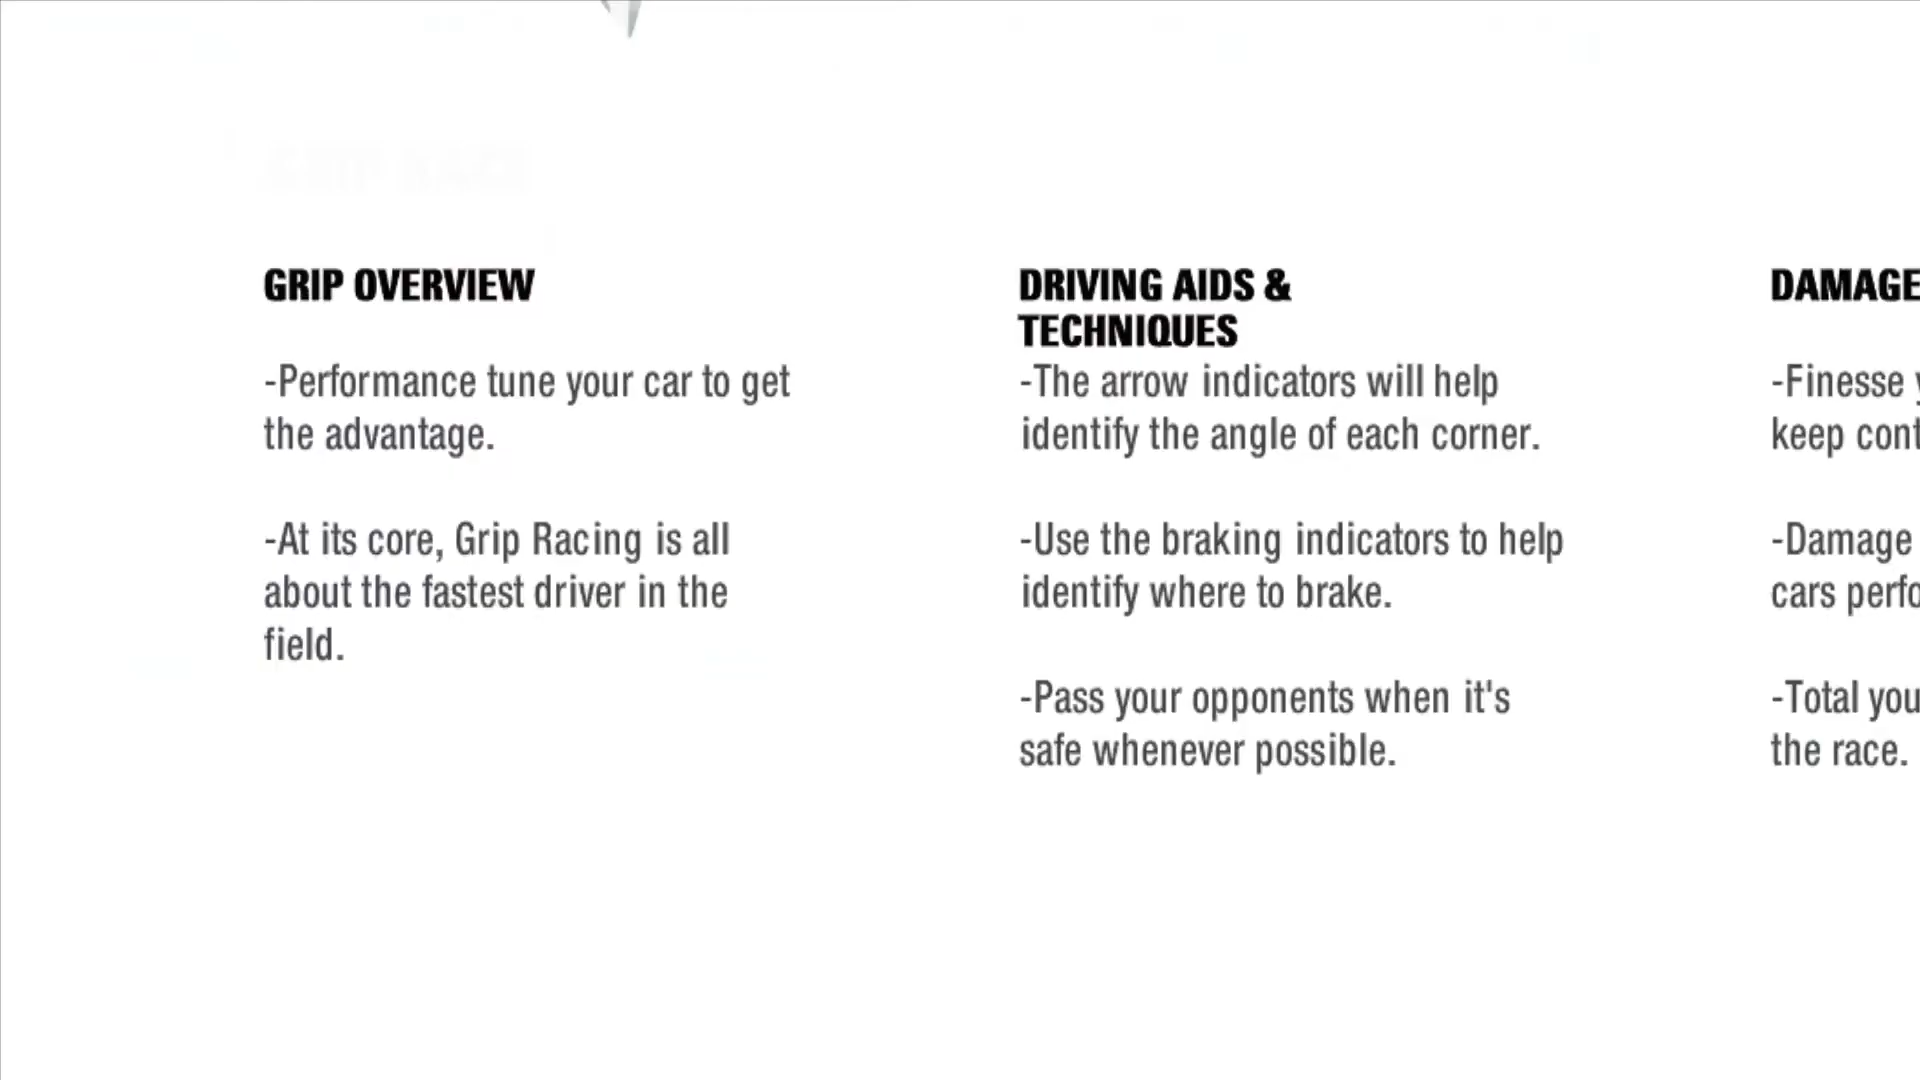 GRIP OVERVIEW
-Performance tune your car to get
the advantage.
-At its core, Grip Racing is all
about the fastest driver in the
field.
DRIVING AIDS &
TECHNIQUES
-The arrow indicators will help
identify the angle of each corner.
-Use the braking indicators to help
identify where to brake.
-Pass your opponents when it's
safe whenever possible.
DAMAGE
-Finesse
keep
-Damage
cars
-Total
the race.